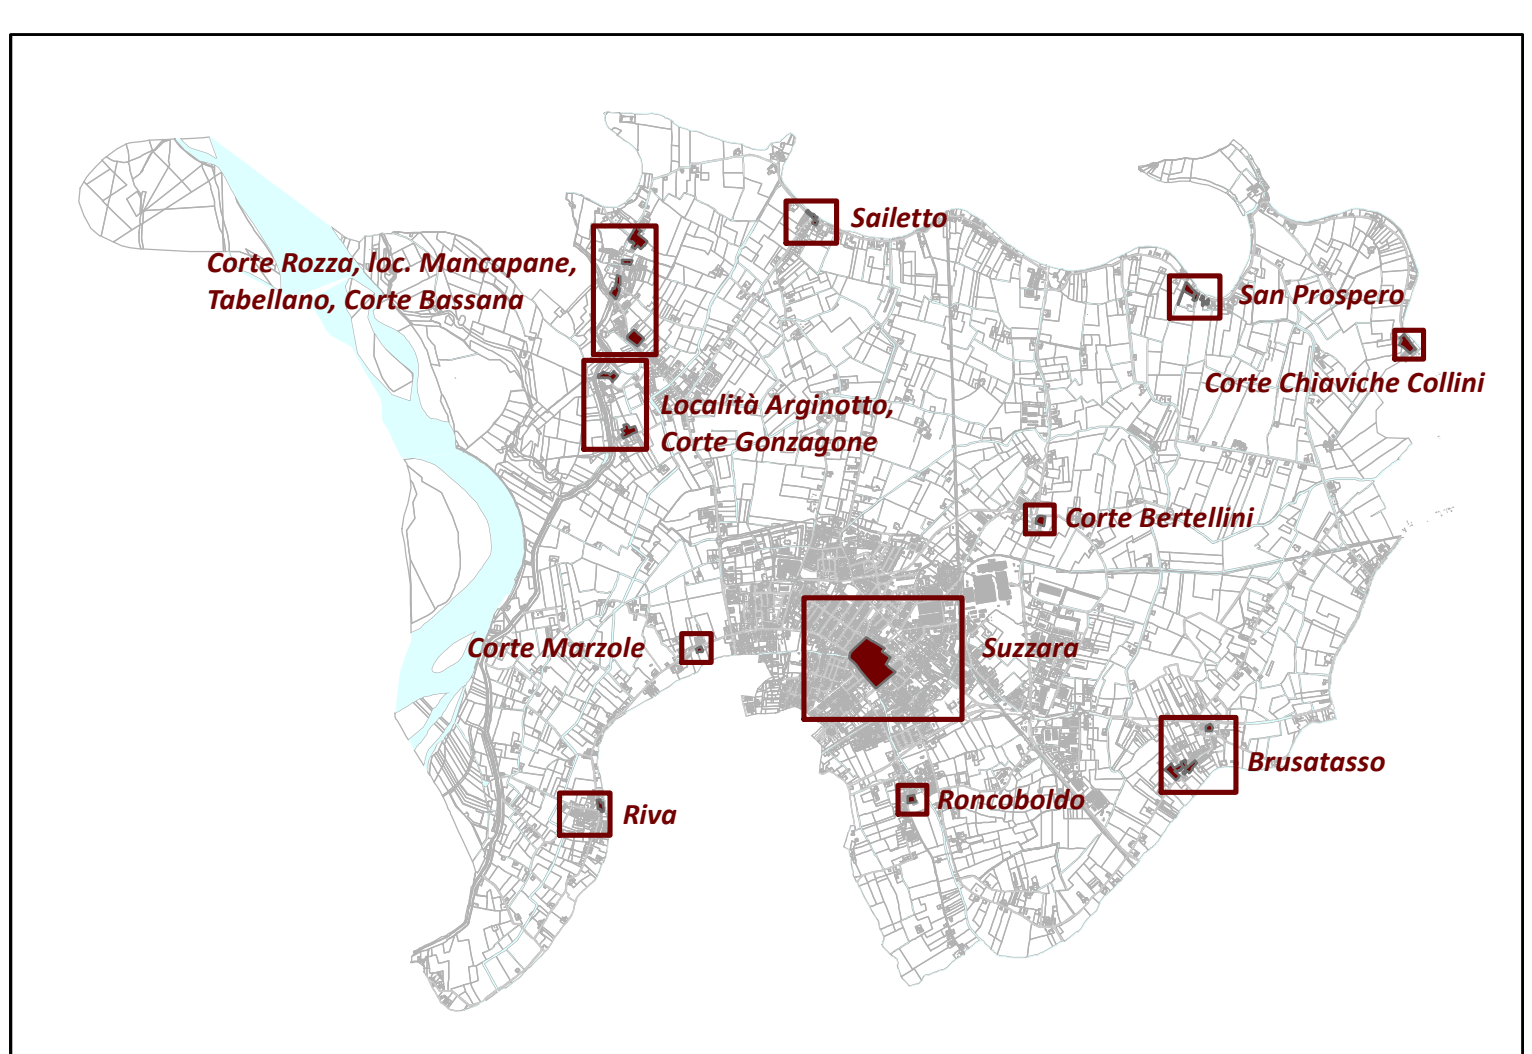 Sailetto
Corte Rozza, loc. Mancapane,
Tabellano, Corte Bassana
San Prospero
Corte Chiaviche Collini
Località Arginotto,
Corte Gonzagone
Corte Bertellini
Corte Marzole
Suzzara
Brusatasso
Roncoboldo
Riva